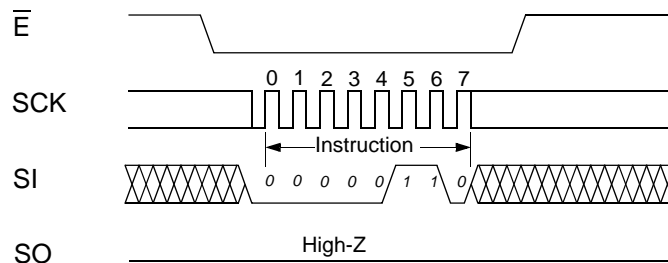 E
0 1 2 3 4 5 6 7
SCK
Instruction
SI 0 0 0 0 0 1 1 0
High-Z
SO